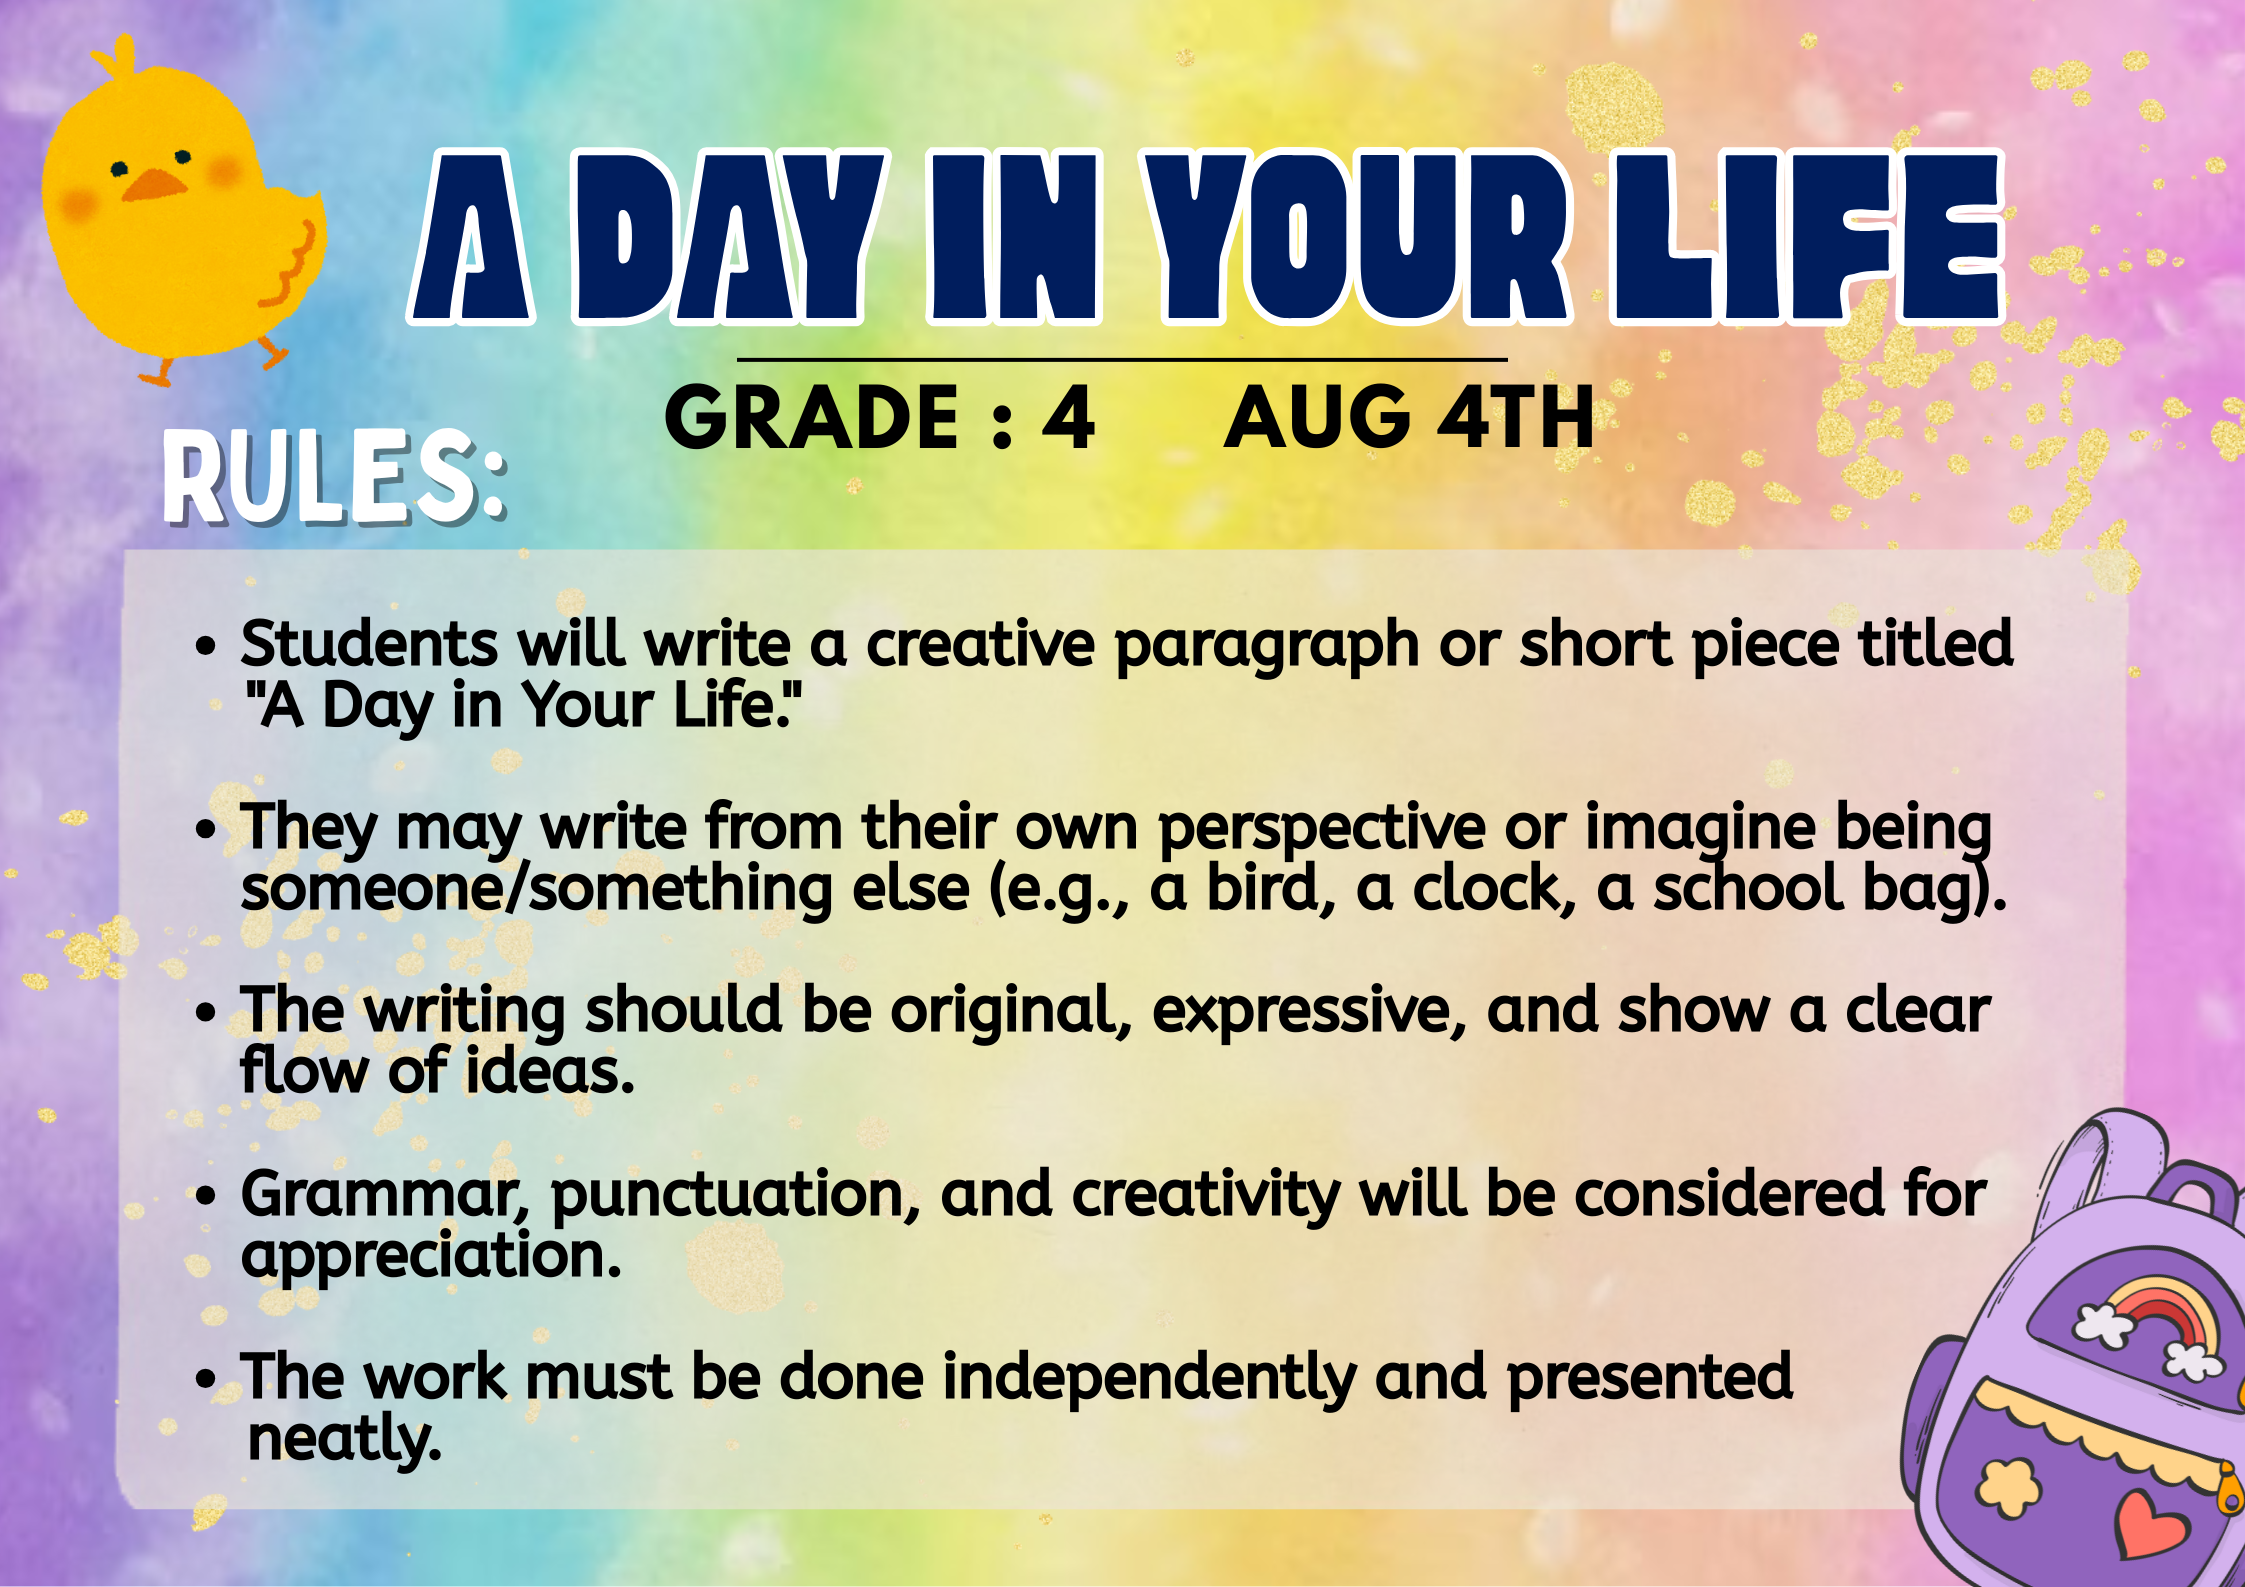 A DAY IN YOUR LIFE
GRADE : 4 AUG 4TH
RULES:
• Students will write a creative paragraph or short piece titled
"A Day in Your Life."
• They may write from their own perspective or imagine being
someone/something else (e.g., a bird, a clock, a school bag).
• The writing should be original, expressive, and show a clear
flow of ideas.
• Grammar, punctuation, and creativity will be considered for
appreciation.
• The work must be done independently and presented
neatly.